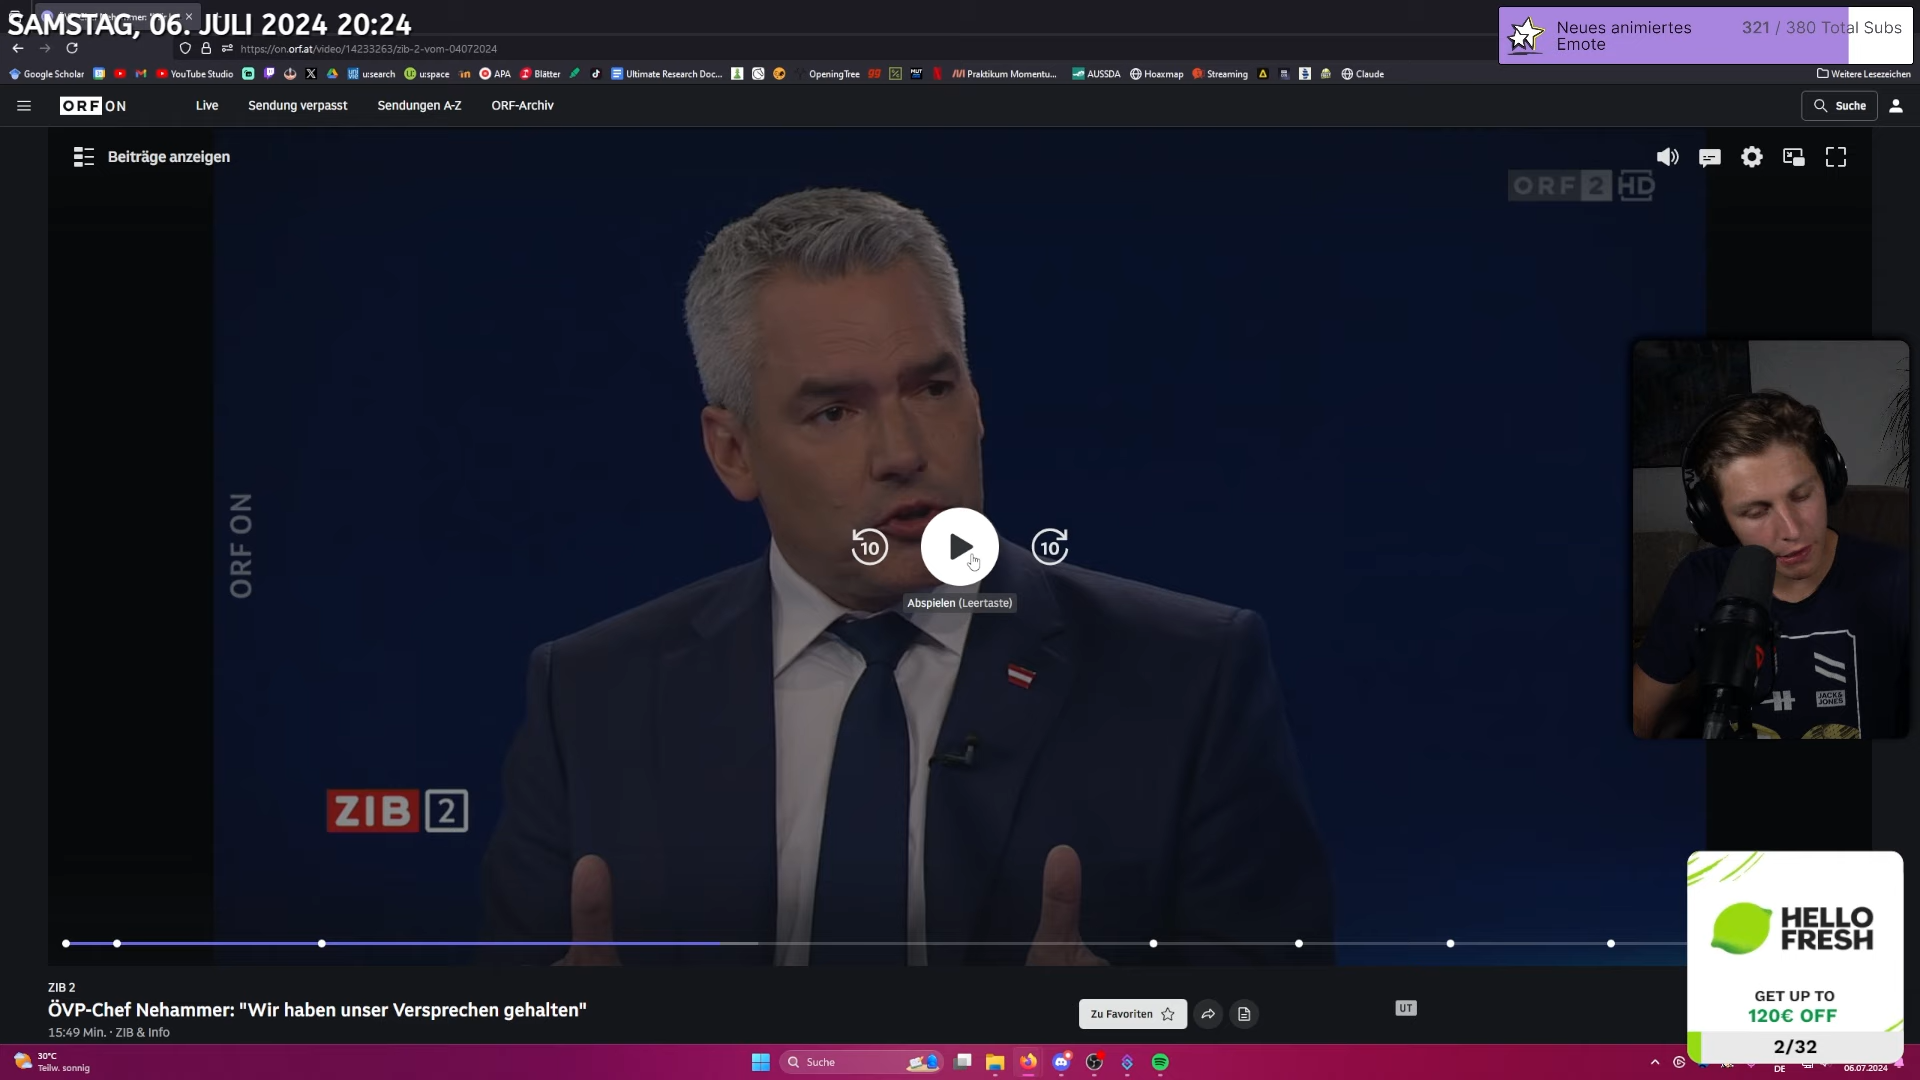 SAMSTAG, 06. JULI 2024 20:24
Neues animiertes
Emote
321 / 380 Total Subs
https://on.orf.at/video/14233263/zib-2-vom-04072024
Google Scholar
YouTube Studio
X
u:search
u:space
in
APA
Blätter
Ultimate Research Doc...
OpeningTree
Praktikum Momentu...
AUSSDA
Hoaxmap
Streaming
Claude
Weitere Lesezeichen
ORF ON
Live
Sendung verpasst
Sendungen A-Z
ORF-Archiv
Suche
Beiträge anzeigen
ORF 2 HD
ORF ON
10
10
Abspielen (Leertaste)
JACK&
JONES
ZIB 2
HELLO
FRESH
GET UP TO
120€ OFF
2/32
ZIB 2
ÖVP-Chef Nehammer: "Wir haben unser Versprechen gehalten"
15:49 Min. · ZIB & Info
Zu Favoriten
UT
30°C
Teilw. sonnig
Suche
DE
06.07.2024